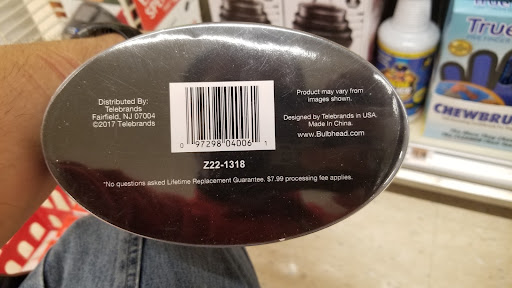 Distributed By:
Telebrands
Fairfield, NJ 07004
©2017 Telebrands
0 97298 04006 1
Z22-1318
Product may vary from
images shown.
Designed by Telebrands in USA.
Made In China.
www.Bulbhead.com
*No questions asked Lifetime Replacement Guarantee. $7.99 processing fee applies.
True
CHEWBRU